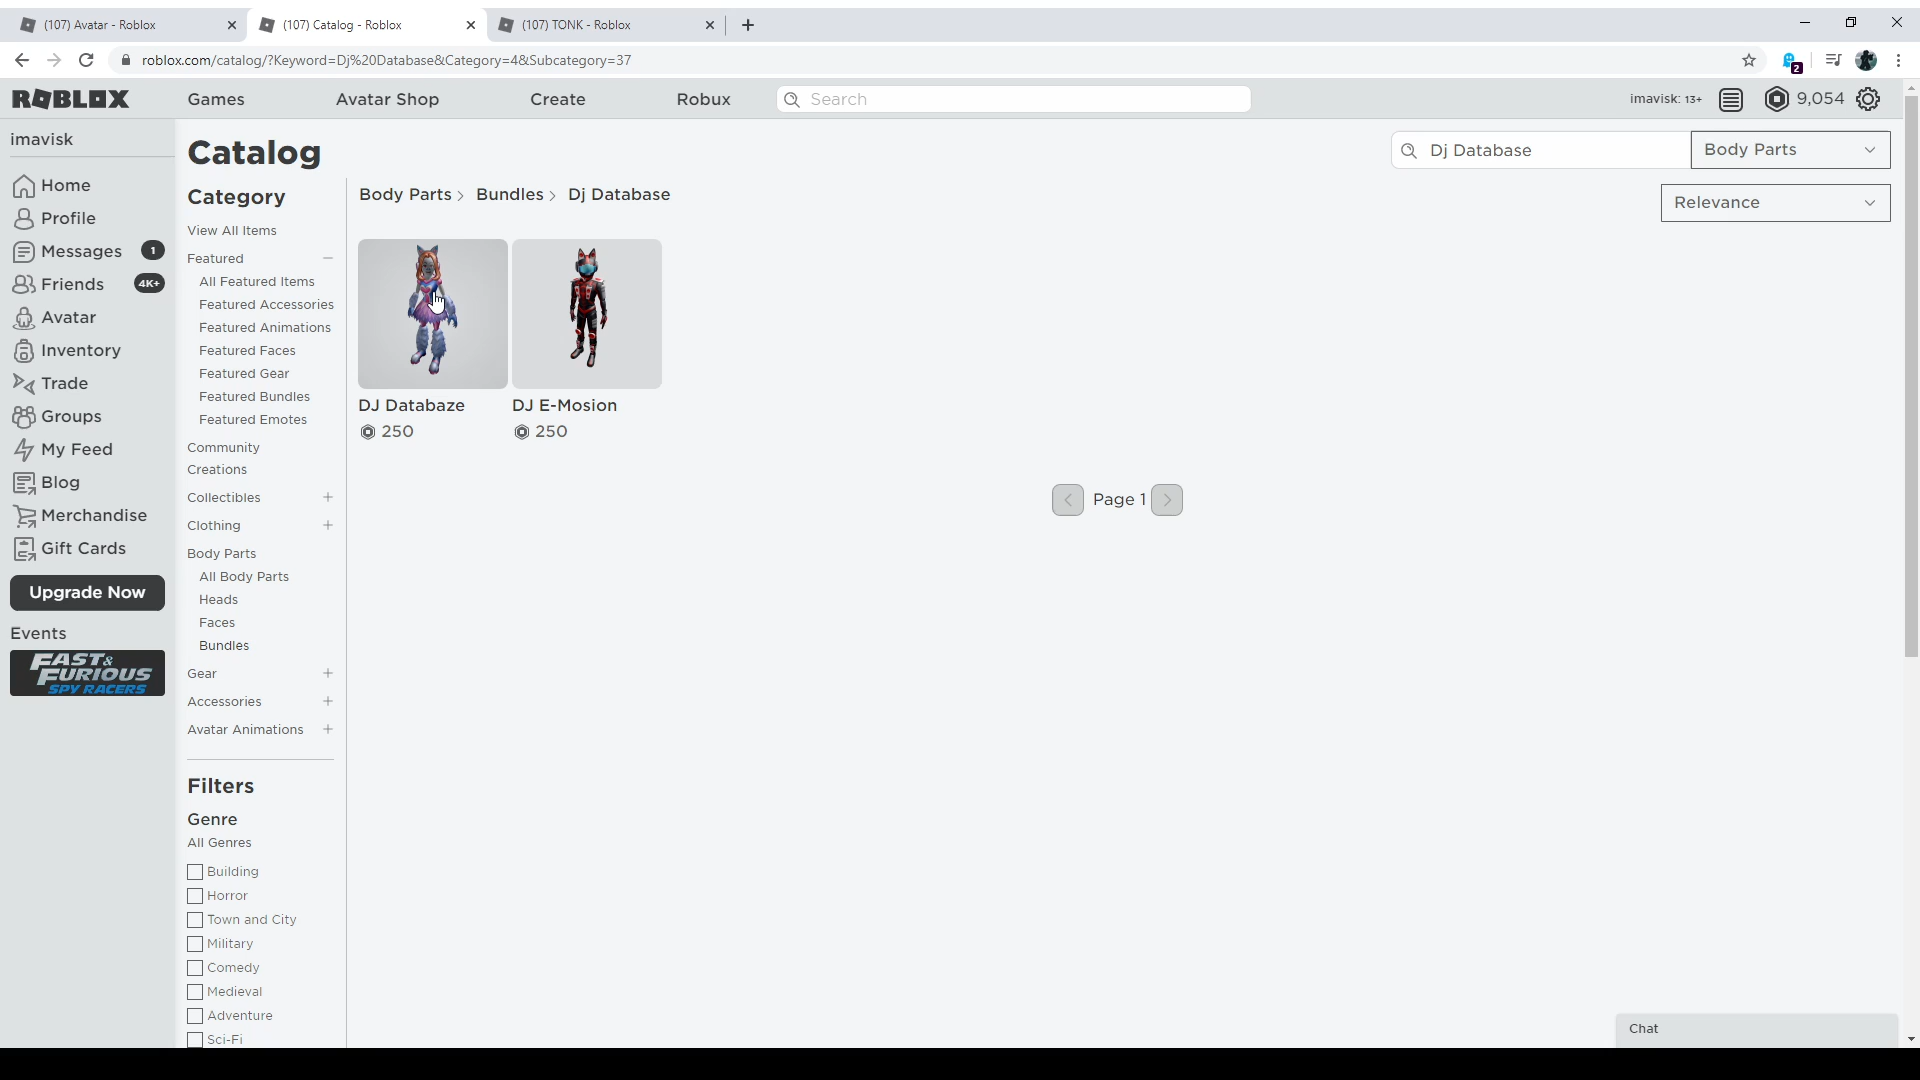 (107) Avatar - Roblox
(107) Catalog - Roblox
(107) TONK - Roblox
roblox.com/catalog/?Keyword=Dj%20Database&Category=4&Subcategory=37
2
ROBLOX
Games
Avatar Shop
Create
Robux
Search
imavisk: 13+
9,054
imavisk
Home
Profile
Messages 1
Friends 4K+
Avatar
Inventory
Trade
Groups
My Feed
Blog
Merchandise
Gift Cards
Upgrade Now
Events
FAST &
FURIOUS
SPY RACERS
Catalog
Dj Database
Body Parts
Relevance
Category
View All Items
Featured
All Featured Items
Featured Accessories
Featured Animations
Featured Faces
Featured Gear
Featured Bundles
Featured Emotes
Community
Creations
Collectibles
Clothing
Body Parts
All Body Parts
Heads
Faces
Bundles
Gear
Accessories
Avatar Animations
Filters
Genre
All Genres
Building
Horror
Town and City
Military
Comedy
Medieval
Adventure
Sci-Fi
Body Parts > Bundles > Dj Database
DJ Databaze
250
DJ E-Mosion
250
Page 1
Chat